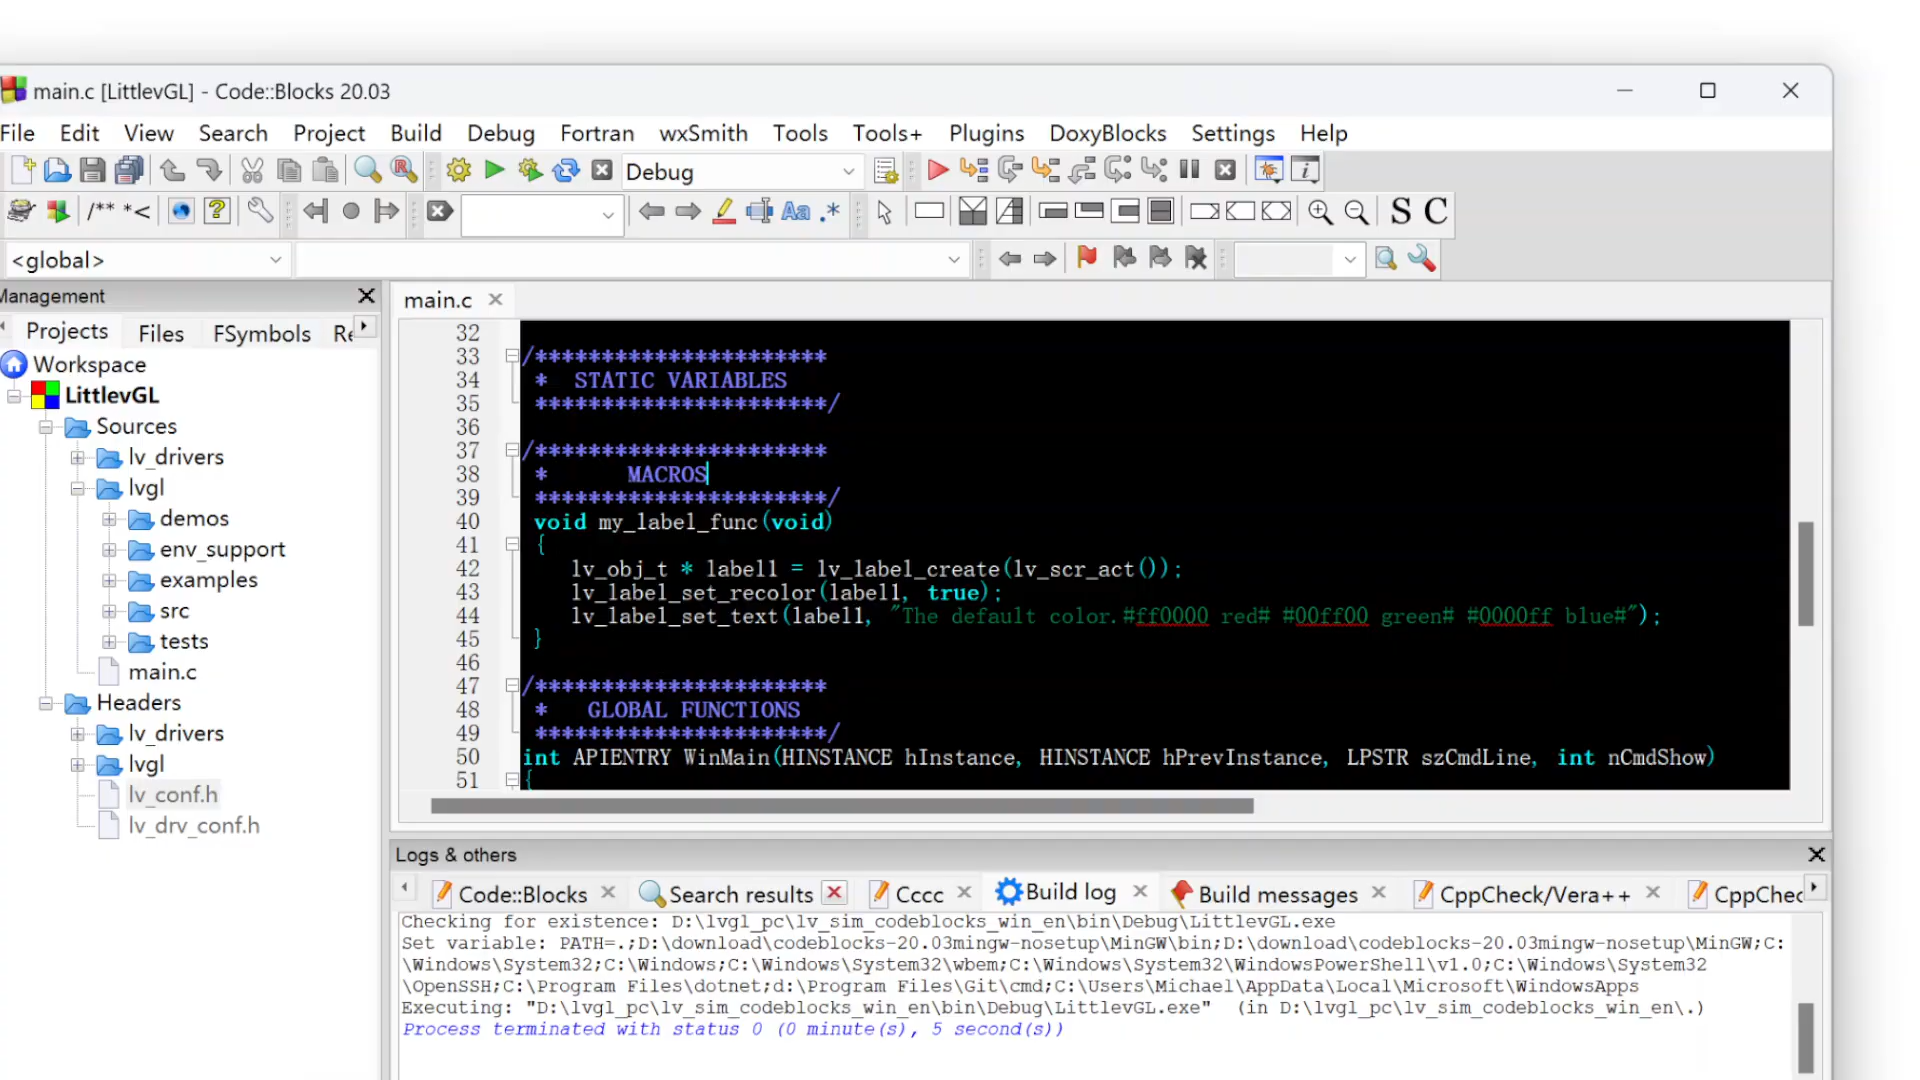 main.c [LittlevGL] - Code::Blocks 20.03
File Edit View Search Project Build Debug Fortran wxSmith Tools Tools+ Plugins DoxyBlocks Settings Help
Debug
/** *< Aa .* S C
<global>
Management
main.c
Projects Files FSymbols Re
Workspace
LittlevGL
Sources
lv_drivers
lvgl
demos
env_support
examples
src
tests
main.c
Headers
lv_drivers
lvgl
lv_conf.h
lv_drv_conf.h
32
33 /**********************
34 * STATIC VARIABLES
35 **********************/
36
37 /**********************
38 * MACROS
39 **********************/
40 void my_label_func(void)
41 {
42 lv_obj_t * label1 = lv_label_create(lv_scr_act());
43 lv_label_set_recolor(label1, true);
44 lv_label_set_text(label1, "The default color.#ff0000 red# #00ff00 green# #0000ff blue#");
45 }
46
47 /**********************
48 * GLOBAL FUNCTIONS
49 **********************/
50 int APIENTRY WinMain(HINSTANCE hInstance, HINSTANCE hPrevInstance, LPSTR szCmdLine, int nCmdShow)
51 {
Logs & others
Code::Blocks Search results Cccc Build log Build messages CppCheck/Vera++ CppChec
Checking for existence: D:\lvgl_pc\lv_sim_codeblocks_win_en\bin\Debug\LittlevGL.exe
Set variable: PATH=.;D:\download\codeblocks-20.03mingw-nosetup\MinGW\bin;D:\download\codeblocks-20.03mingw-nosetup\MinGW;C:
\Windows\System32;C:\Windows;C:\Windows\System32\wbem;C:\Windows\System32\WindowsPowerShell\v1.0;C:\Windows\System32
\OpenSSH;C:\Program Files\dotnet;d:\Program Files\Git\cmd;C:\Users\Michael\AppData\Local\Microsoft\WindowsApps
Executing: "D:\lvgl_pc\lv_sim_codeblocks_win_en\bin\Debug\LittlevGL.exe" (in D:\lvgl_pc\lv_sim_codeblocks_win_en\.)
Process terminated with status 0 (0 minute(s), 5 second(s))